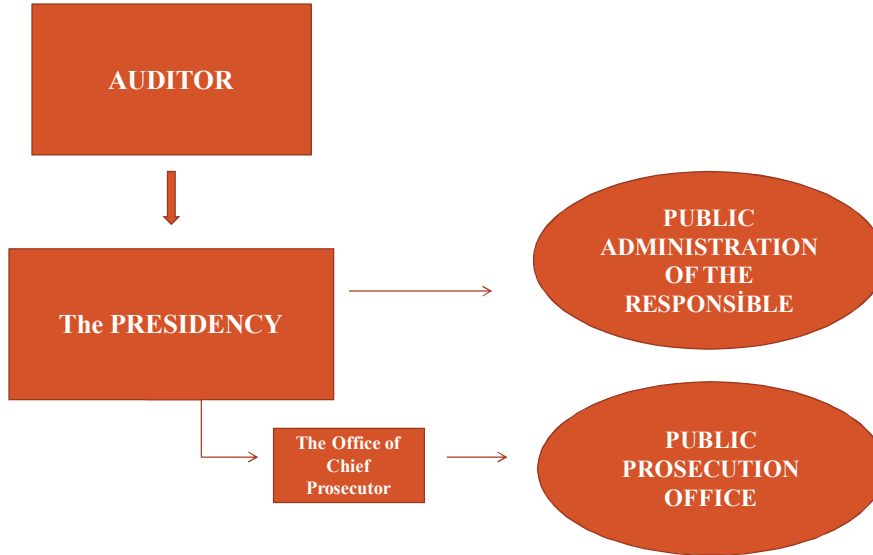 AUDITOR
The PRESIDENCY
PUBLIC
ADMINISTRATION
OF THE
RESPONSİBLE
The Office of
Chief
Prosecutor
PUBLIC
PROSECUTION
OFFICE